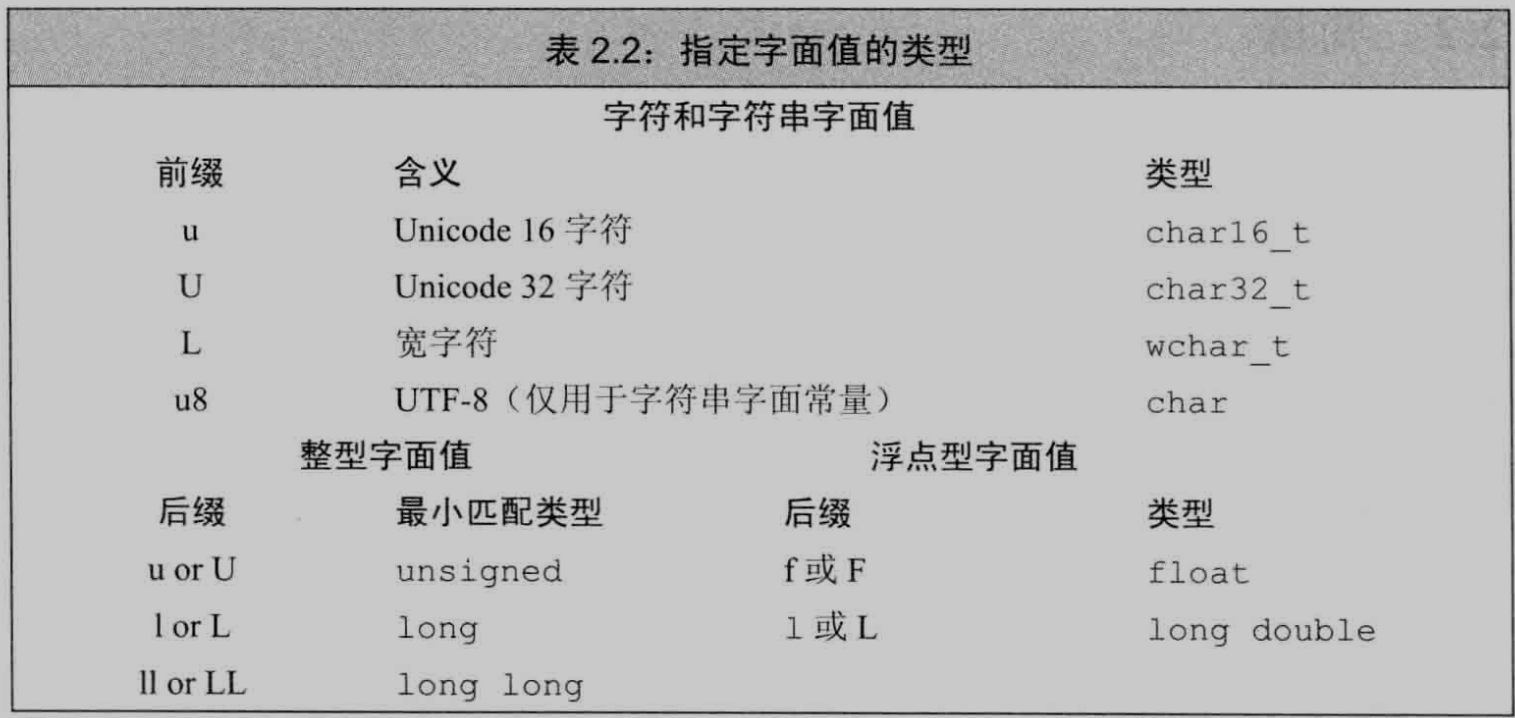 表 2.2：指定字面值的类型
字符和字符串字面值
前缀 含义 类型
u Unicode 16 字符 char16_t
U Unicode 32 字符 char32_t
L 宽字符 wchar_t
u8 UTF-8（仅用于字符串字面常量） char
整型字面值 浮点型字面值
后缀 最小匹配类型 后缀 类型
u or U unsigned f 或 F float
l or L long l 或 L long double
ll or LL long long